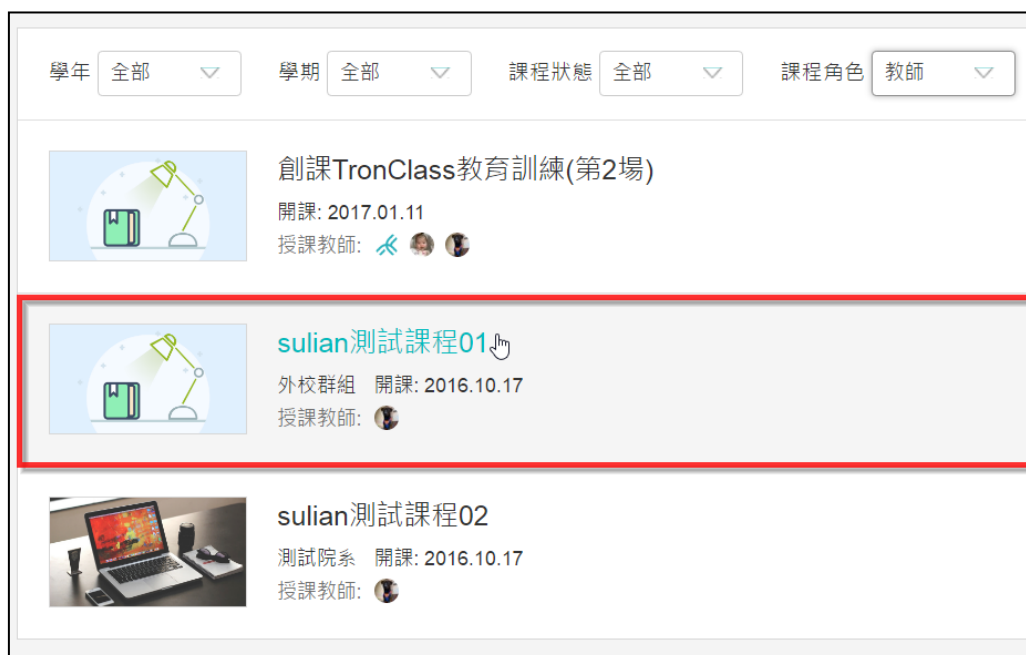 學年 全部 學期 全部 課程狀態 全部 課程角色 教師
創課TronClass教育訓練(第2場)
開課: 2017.01.11
授課教師:
sulian測試課程01
外校群組 開課: 2016.10.17
授課教師:
sulian測試課程02
測試院系 開課: 2016.10.17
授課教師: